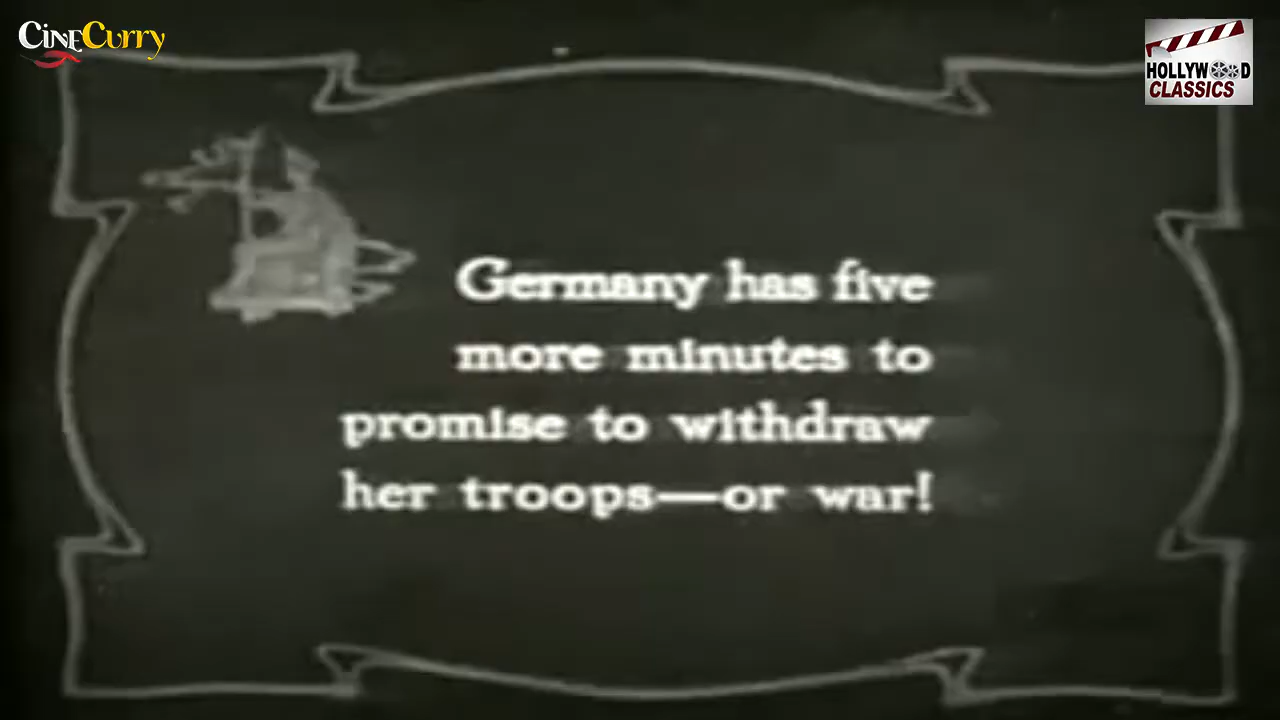 CineCurry
HOLLYWOOD
CLASSICS
Germany has five
more minutes to
promise to withdraw
her troops—or war!